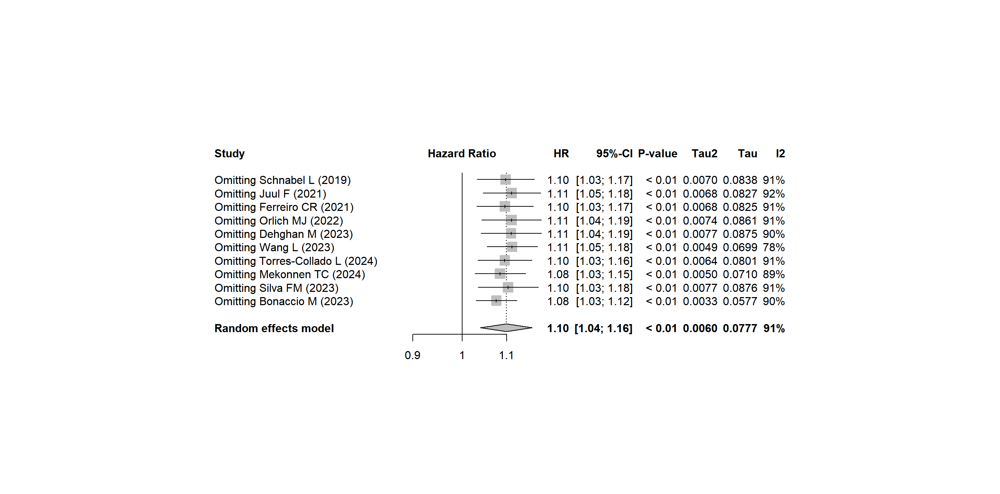 Study Hazard Ratio HR 95%-CI P-value Tau2 Tau I2
Omitting Schnabel L (2019) 1.10 [1.03; 1.17] < 0.01 0.0070 0.0838 91%
Omitting Juul F (2021) 1.11 [1.05; 1.18] < 0.01 0.0068 0.0827 92%
Omitting Ferreiro CR (2021) 1.10 [1.03; 1.17] < 0.01 0.0068 0.0825 91%
Omitting Orlich MJ (2022) 1.11 [1.04; 1.19] < 0.01 0.0074 0.0861 91%
Omitting Dehghan M (2023) 1.11 [1.04; 1.19] < 0.01 0.0077 0.0875 90%
Omitting Wang L (2023) 1.11 [1.05; 1.18] < 0.01 0.0049 0.0699 78%
Omitting Torres-Collado L (2024) 1.10 [1.03; 1.16] < 0.01 0.0064 0.0801 91%
Omitting Mekonnen TC (2024) 1.08 [1.03; 1.15] < 0.01 0.0050 0.0710 89%
Omitting Silva FM (2023) 1.10 [1.03; 1.18] < 0.01 0.0077 0.0876 91%
Omitting Bonaccio M (2023) 1.08 [1.03; 1.12] < 0.01 0.0033 0.0577 90%
Random effects model 1.10 [1.04; 1.16] < 0.01 0.0060 0.0777 91%
0.9 1 1.1